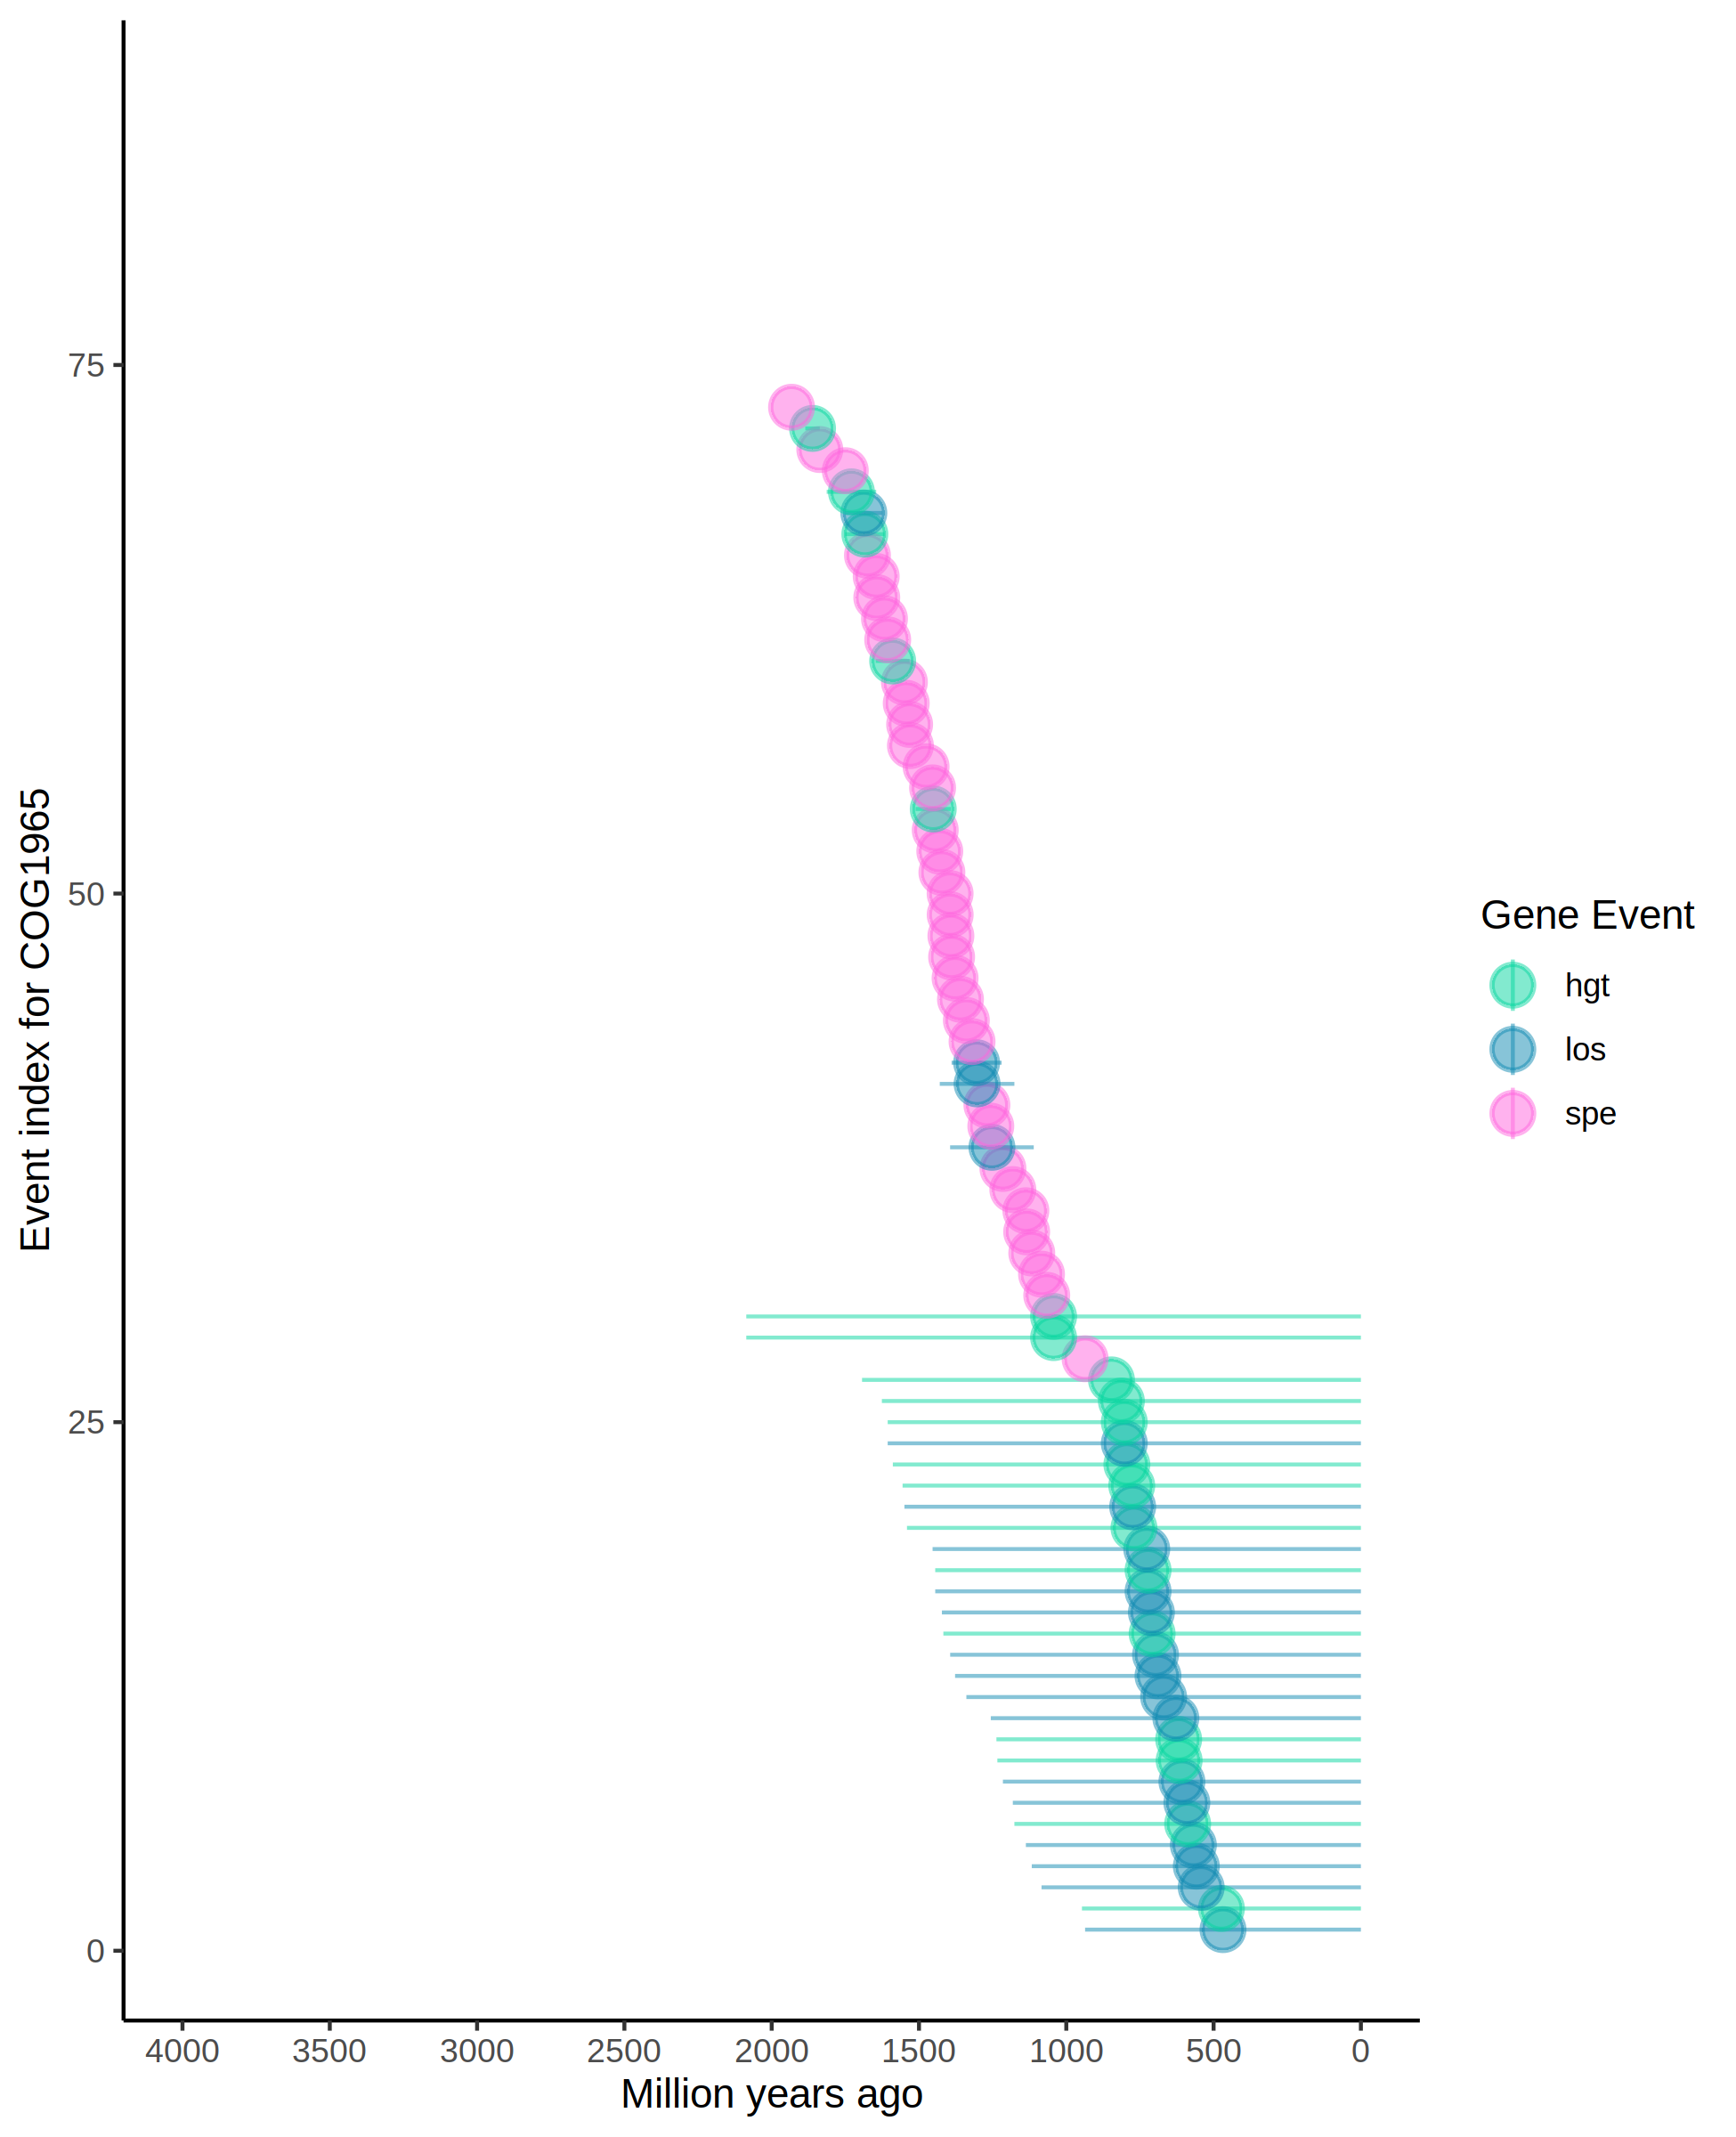 Event index for COG1965
75
50
25
0
4000 3500 3000 2500 2000 1500 1000 500 0
Million years ago
Gene Event
hgt
los
spe